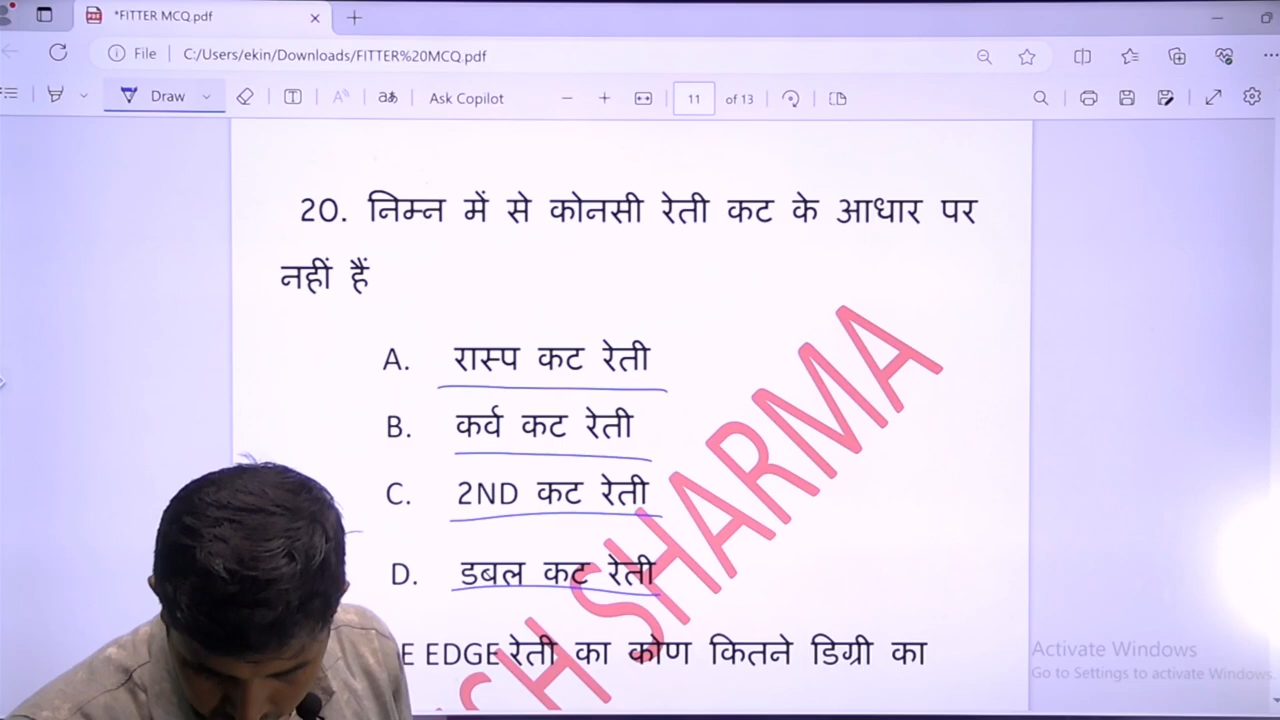 *FITTER MCQ.pdf
File
C:/Users/ekin/Downloads/FITTER%20MCQ.pdf
Draw
Ask Copilot
11 of 13
20. निम्न में से कोनसी रेती कट के आधार पर
नहीं हैं
A. रास्प कट रेती
B. कर्व कट रेती
C. 2ND कट रेती
D. डबल कट रेती
E EDGE रेती का कोण कितने डिग्री का
CH SHARMA
Activate Windows
Go to Settings to activate Windows.